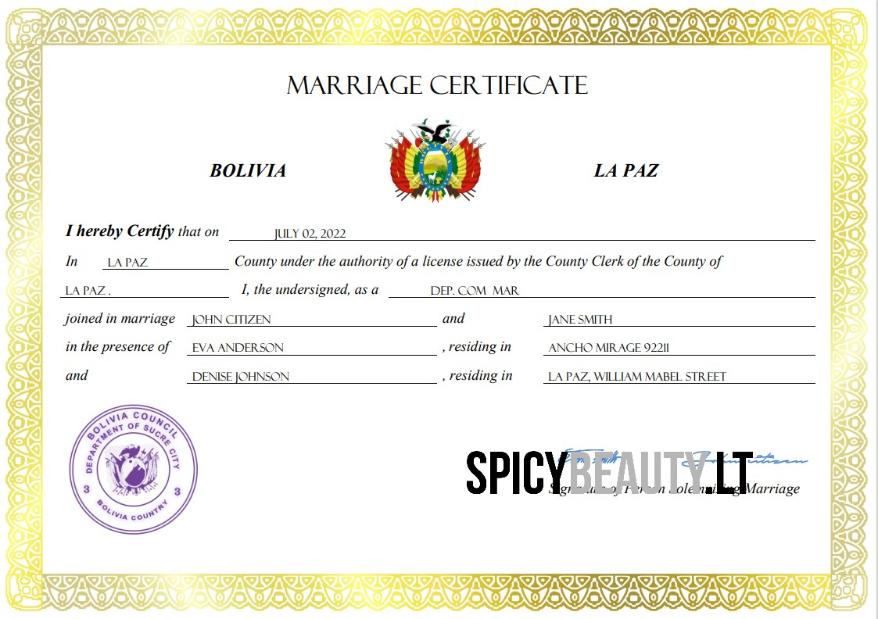 MARRIAGE CERTIFICATE
BOLIVIA LA PAZ
I hereby Certify that on JULY 02, 2022
In LA PAZ County under the authority of a license issued by the County Clerk of the County of
LA PAZ . I, the undersigned, as a DEP. COM MAR
joined in marriage JOHN CITIZEN and JANE SMITH
in the presence of EVA ANDERSON , residing in ANCHO MIRAGE 92211
and DENISE JOHNSON , residing in LA PAZ, WILLIAM MABEL STREET
BOLIVIA COUNCIL
DEPARTMENT OF SUCRE CITY
3 3
BOLIVIA COUNTRY
SPICYBEAUTY.LT
Signature of Person Solemnizing Marriage